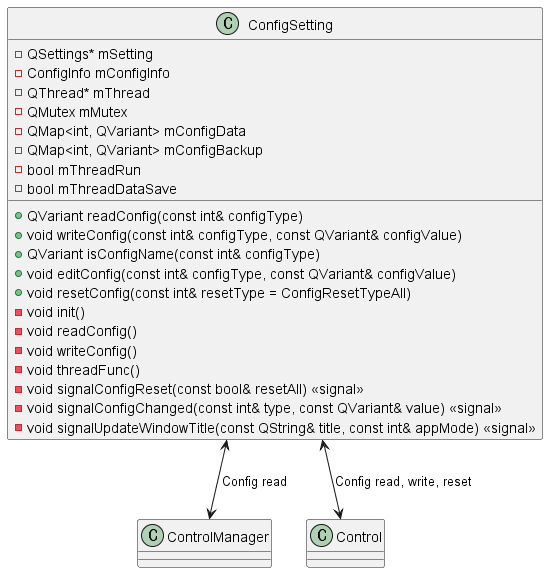 C ConfigSetting
QSettings* mSetting
ConfigInfo mConfigInfo
QThread* mThread
QMutex mMutex
QMap<int, QVariant> mConfigData
QMap<int, QVariant> mConfigBackup
bool mThreadRun
bool mThreadDataSave
QVariant readConfig(const int& configType)
void writeConfig(const int& configType, const QVariant& configValue)
QVariant isConfigName(const int& configType)
void editConfig(const int& configType, const QVariant& configValue)
void resetConfig(const int& resetType = ConfigResetTypeAll)
void init()
void readConfig()
void writeConfig()
void threadFunc()
void signalConfigReset(const bool& resetAll) «signal»
void signalConfigChanged(const int& type, const QVariant& value) «signal»
void signalUpdateWindowTitle(const QString& title, const int& appMode) «signal»
Config read
Config read, write, reset
C ControlManager
C Control